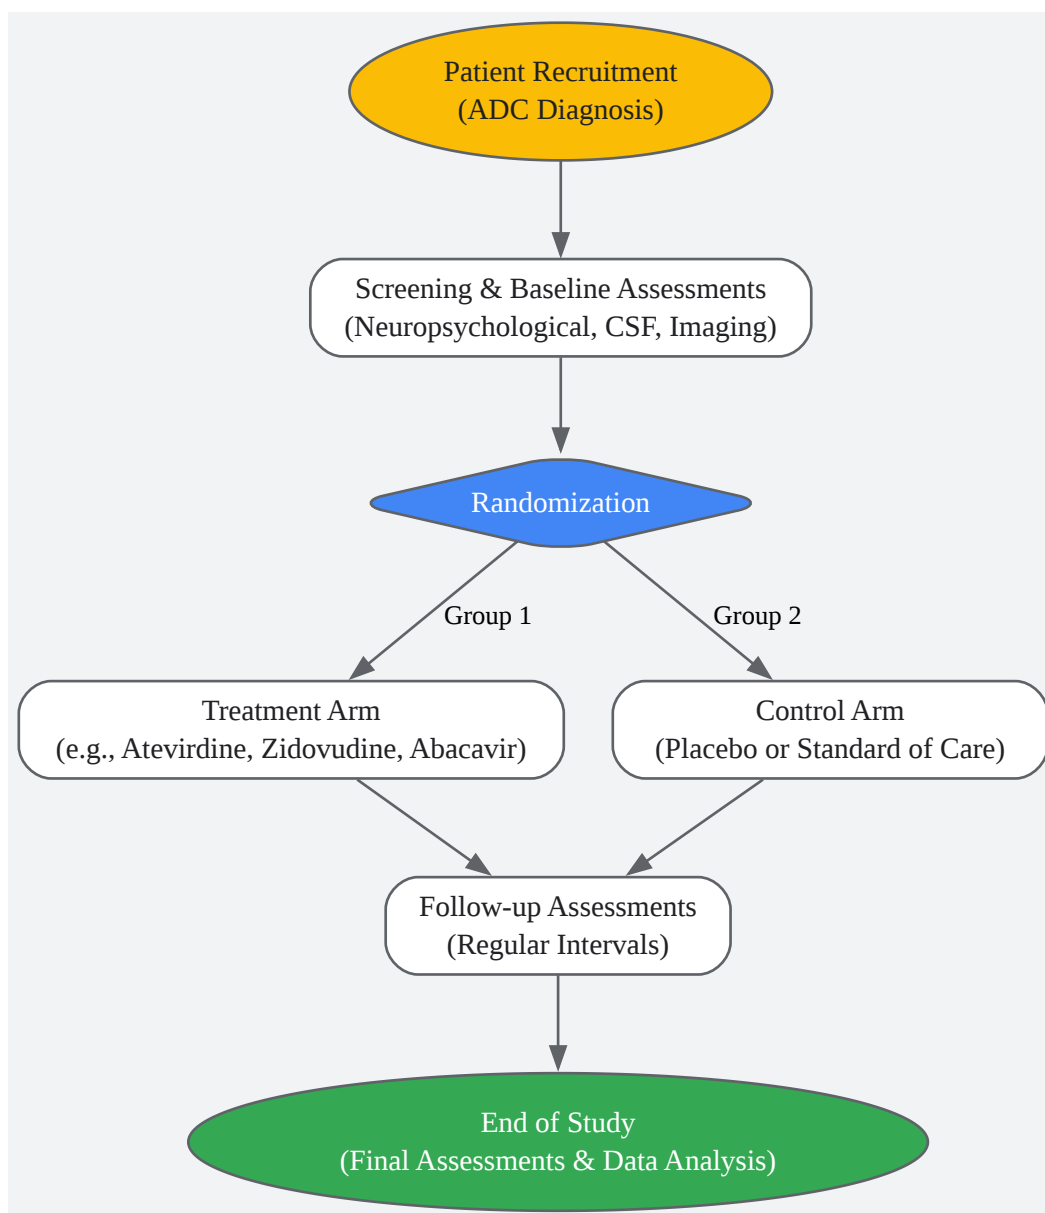 Patient Recruitment
(ADC Diagnosis)
Screening & Baseline Assessments
(Neuropsychological, CSF, Imaging)
Randomization
Group 1
Group 2
Treatment Arm
(e.g., Atevirdine, Zidovudine, Abacavir)
Control Arm
(Placebo or Standard of Care)
Follow-up Assessments
(Regular Intervals)
End of Study
(Final Assessments & Data Analysis)